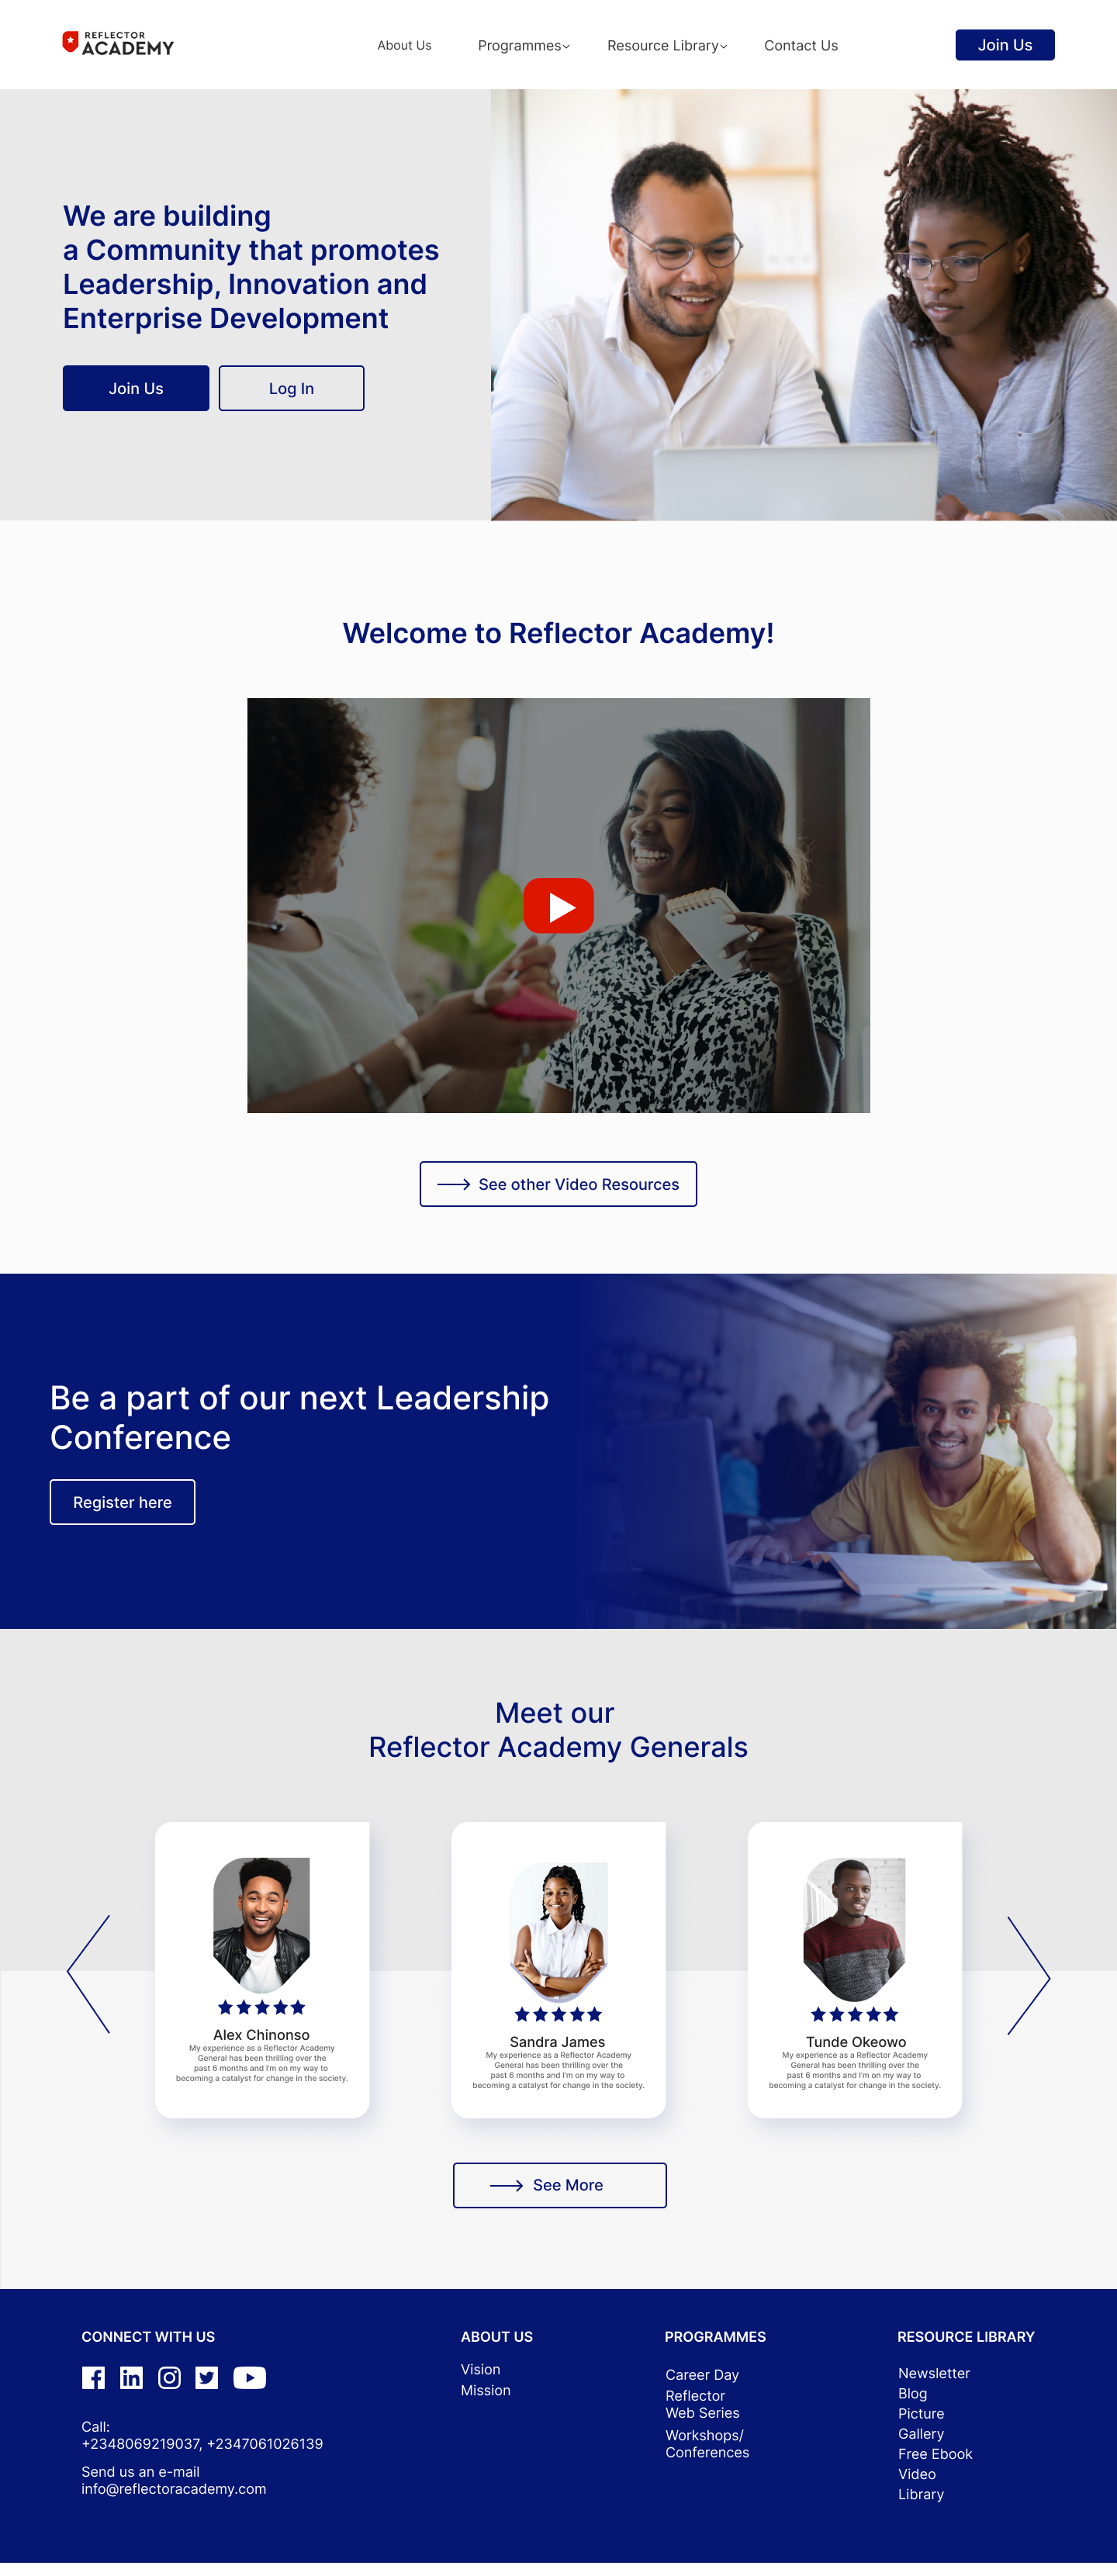 REFLECTOR
ACADEMY
About Us
Programmes
Resource Library
Contact Us
Join Us
We are building
a Community that promotes
Leadership, Innovation and
Enterprise Development
Join Us
Log In
Welcome to Reflector Academy!
See other Video Resources
Be a part of our next Leadership
Conference
Register here
Meet our
Reflector Academy Generals
Alex Chinonso
My experience as a Reflector Academy
General has been thrilling over the
past 6 months and I'm on my way to
becoming a catalyst for change in the society.
Sandra James
My experience as a Reflector Academy
General has been thrilling over the
past 6 months and I'm on my way to
becoming a catalyst for change in the society.
Tunde Okeowo
My experience as a Reflector Academy
General has been thrilling over the
past 6 months and I'm on my way to
becoming a catalyst for change in the society.
See More
CONNECT WITH US
Call:
+2348069219037, +2347061026139
Send us an e-mail
info@reflectoracademy.com
ABOUT US
Vision
Mission
PROGRAMMES
Career Day
Reflector
Web Series
Workshops/
Conferences
RESOURCE LIBRARY
Newsletter
Blog
Picture
Gallery
Free Ebook
Video
Library